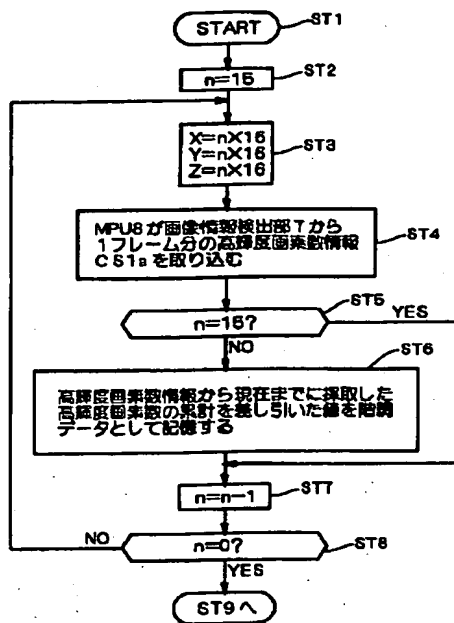 START
ST1
n=15
ST2
X=n×16
Y=n×16
Z=n×16
ST3
MPU8が画像情報検出部7から
1フレーム分の高輝度画素数情報
CS1aを取り込む
ST4
n=15?
ST5
YES
NO
ST6
高輝度画素数情報から現在までに採取した
高輝度画素数の累計を差し引いた値を階調
データとして記憶する
n=n-1
ST7
NO
n=0?
ST8
YES
ST9へ